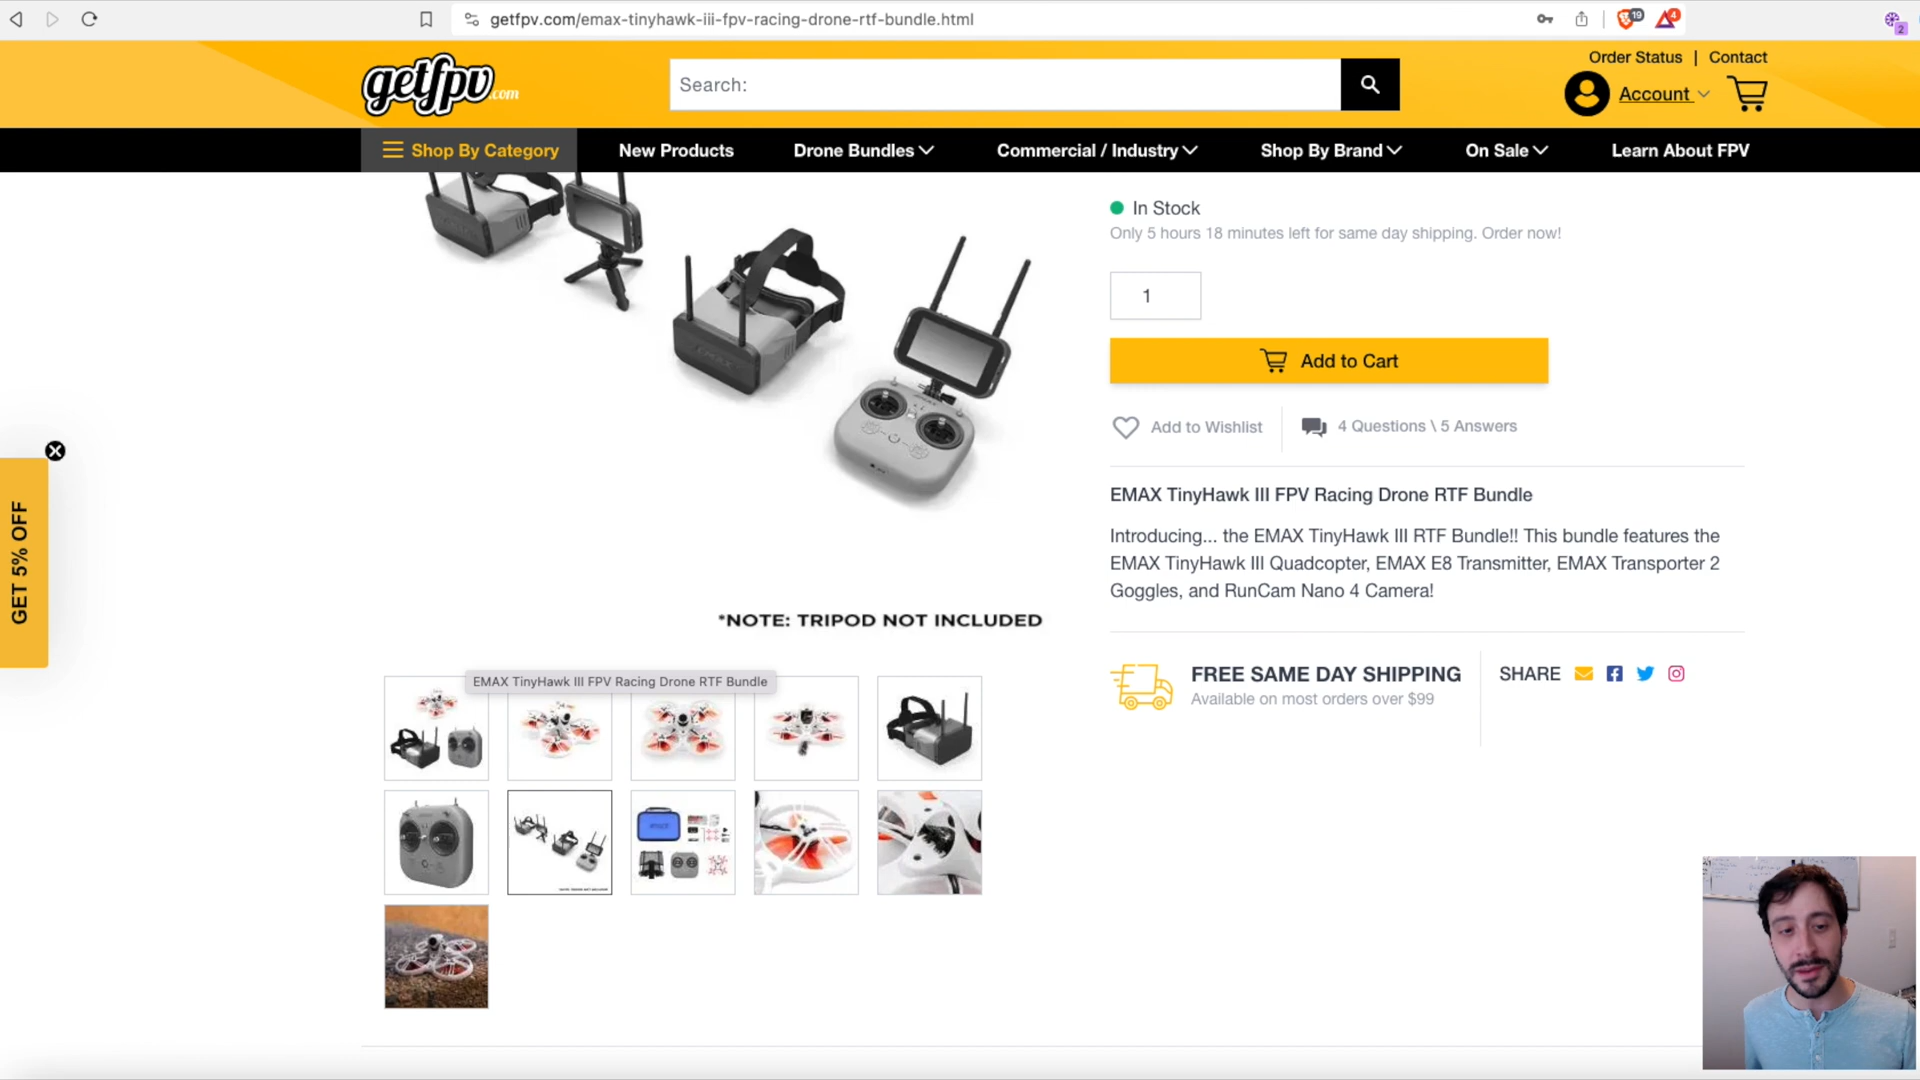 getfpv.com/emax-tinyhawk-iii-fpv-racing-drone-rtf-bundle.html
19
4
2
getfpv.com
Search:
Order Status | Contact
Account
Shop By Category
New Products
Drone Bundles
Commercial / Industry
Shop By Brand
On Sale
Learn About FPV
In Stock
Only 5 hours 18 minutes left for same day shipping. Order now!
1
Add to Cart
Add to Wishlist
4 Questions \ 5 Answers
GET 5% OFF
EMAX TinyHawk III FPV Racing Drone RTF Bundle
Introducing... the EMAX TinyHawk III RTF Bundle!! This bundle features the
EMAX TinyHawk III Quadcopter, EMAX E8 Transmitter, EMAX Transporter 2
Goggles, and RunCam Nano 4 Camera!
*NOTE: TRIPOD NOT INCLUDED
FREE SAME DAY SHIPPING
Available on most orders over $99
SHARE
EMAX TinyHawk III FPV Racing Drone RTF Bundle